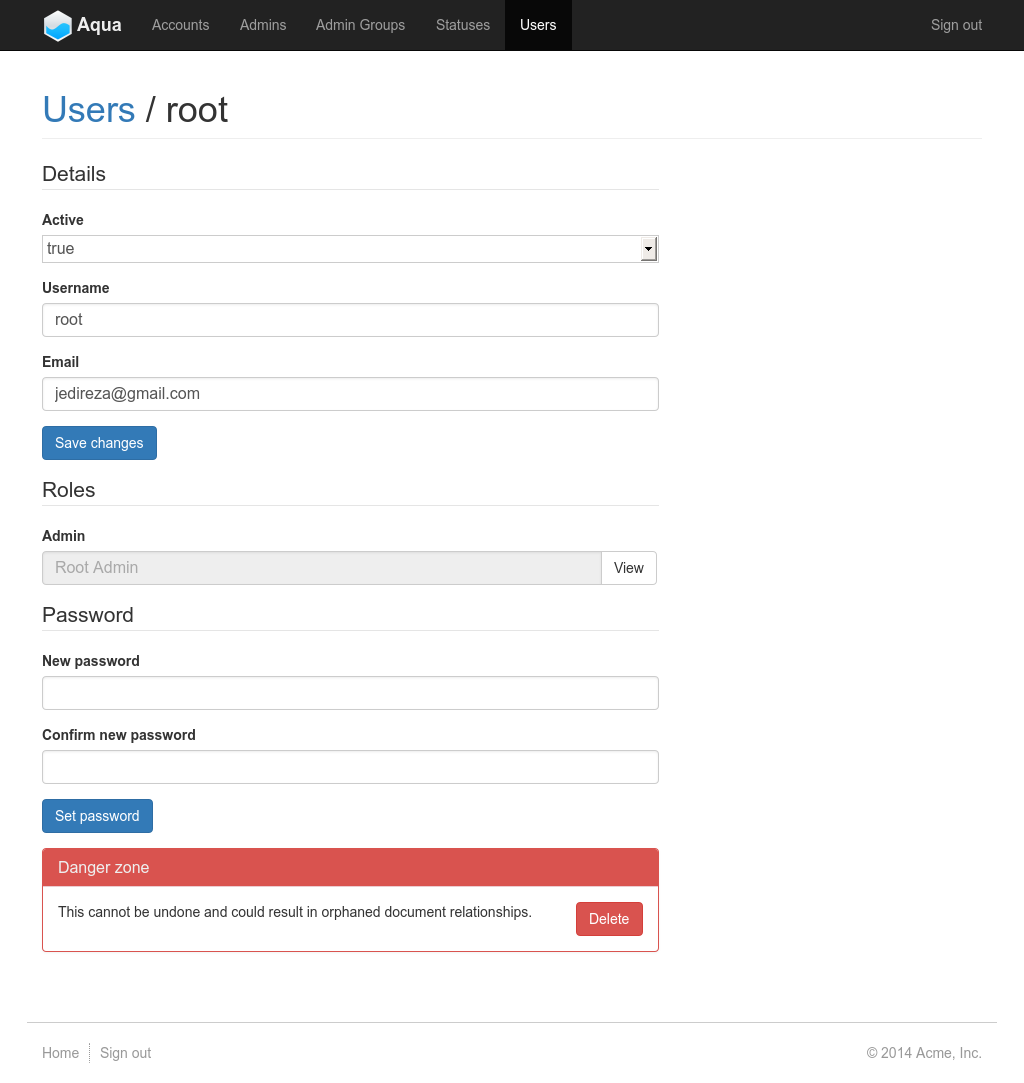 Aqua Accounts Admins Admin Groups Statuses Users Sign out
Users / root
Details
Active
true
Username
root
Email
jedireza@gmail.com
Save changes
Roles
Admin
Root Admin View
Password
New password
Confirm new password
Set password
Danger zone
This cannot be undone and could result in orphaned document relationships. Delete
Home Sign out © 2014 Acme, Inc.